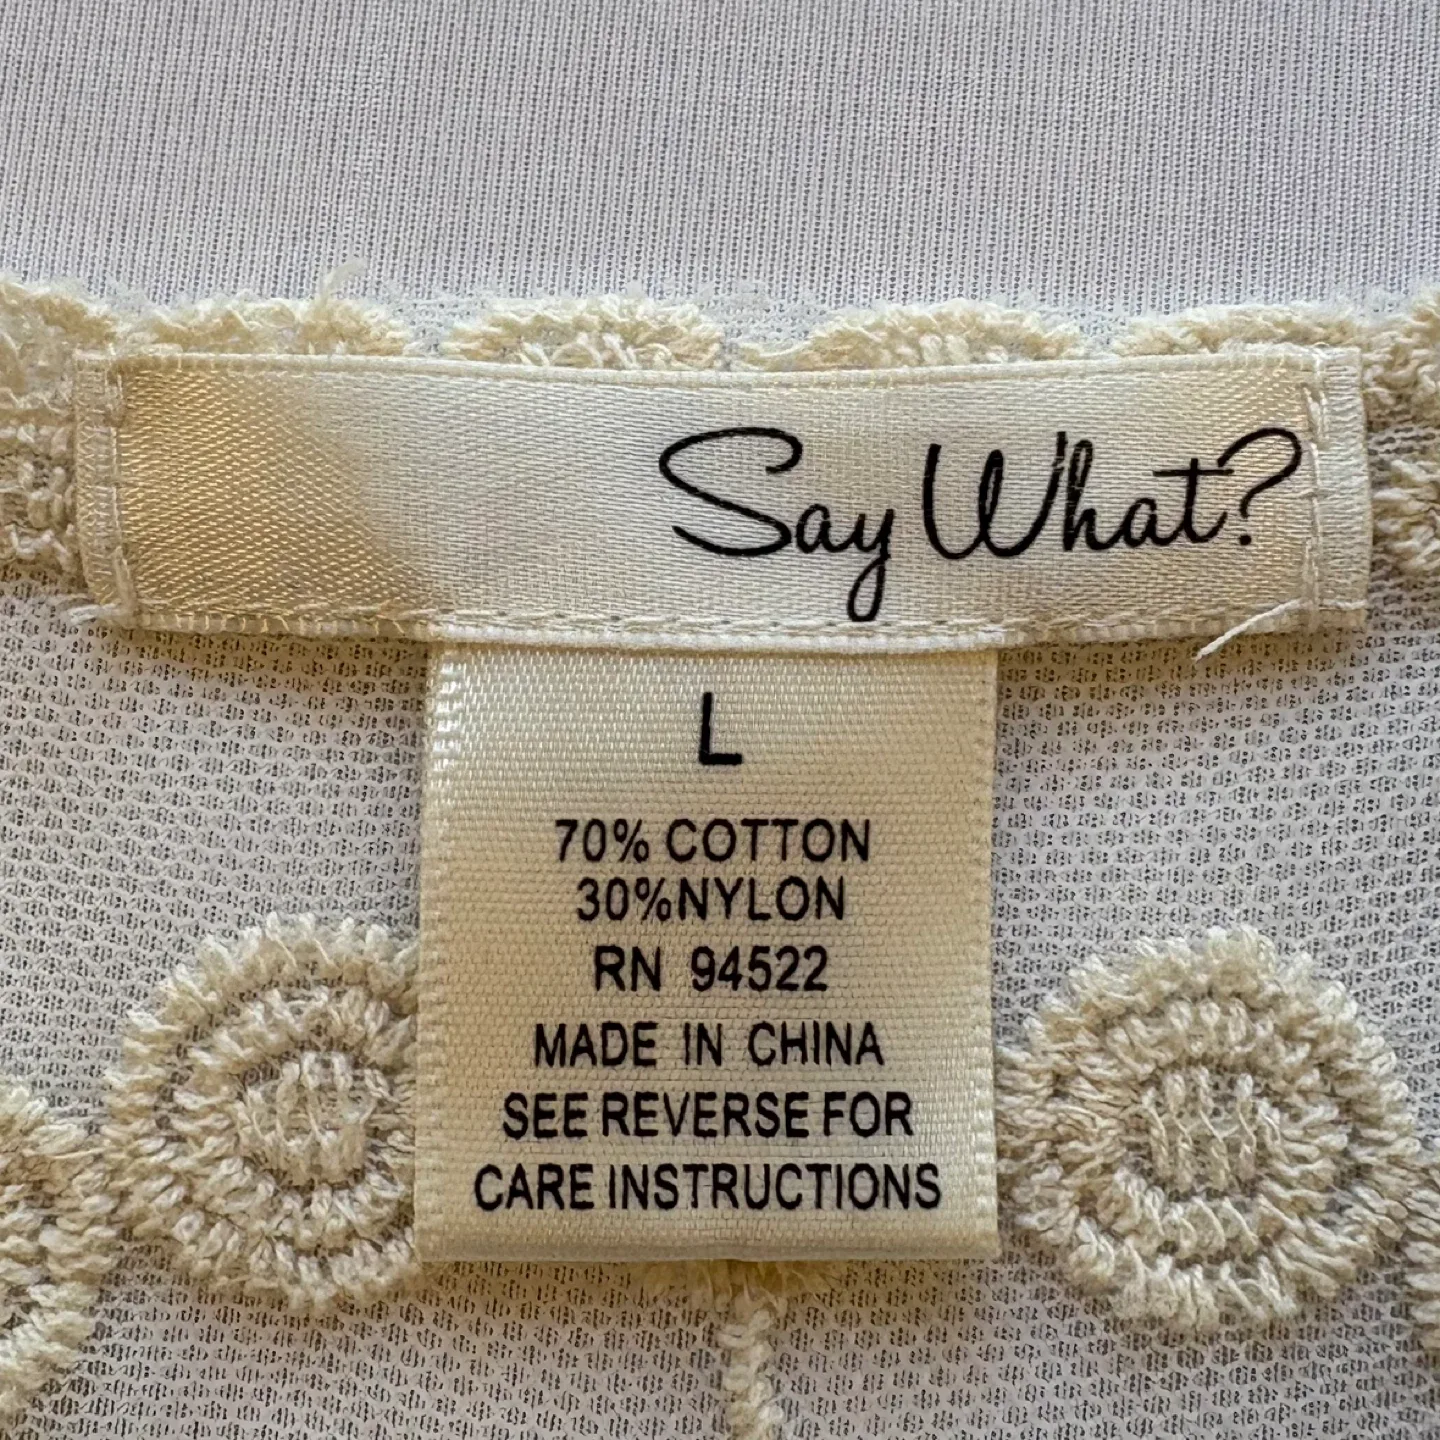 Say What?
L
70% COTTON
30%NYLON
RN 94522
MADE IN CHINA
SEE REVERSE FOR
CARE INSTRUCTIONS